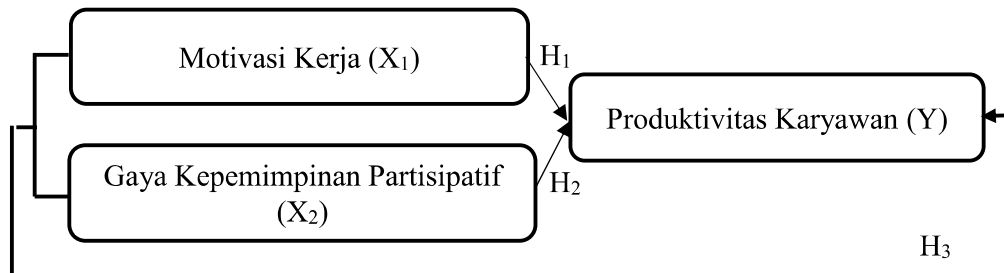 Motivasi Kerja (X₁)
H₁
Produktivitas Karyawan (Y)
Gaya Kepemimpinan Partisipatif
(X₂)
H₂
H₃